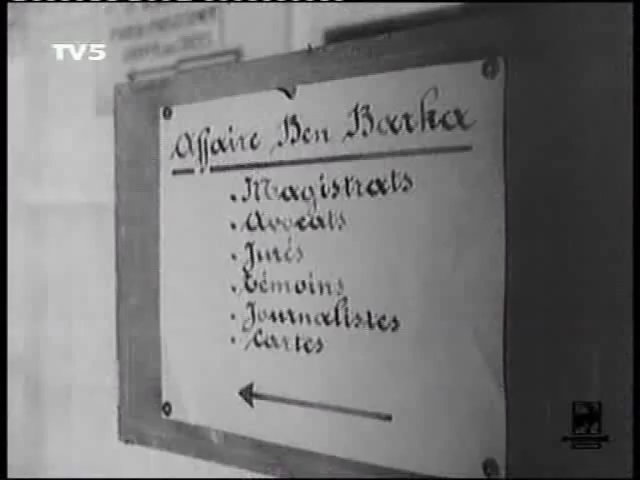 TV5
Affaire Ben Barka
. Magistrats
. Avocats
. Jurés
. Témoins
. Journalistes
. Cartes